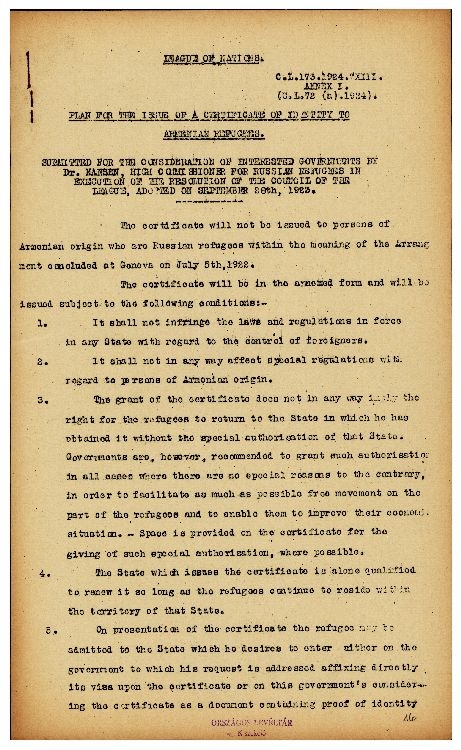 LEAGUE OF NATIONS.
C.L.173.1924. XIII.
ANNEX I.
(C.L.72 (a).1924).
PLAN FOR THE ISSUE OF A CERTIFICATE OF IDENTITY TO
ARMENIAN REFUGEES.
SUBMITTED FOR THE CONSIDERATION OF INTERESTED GOVERNMENTS BY
Dr. NANSEN, HIGH COMMISSIONER FOR RUSSIAN REFUGEES IN
EXECUTION OF THE RESOLUTION OF THE COUNCIL OF THE
LEAGUE, ADOPTED ON SEPTEMBER 28th, 1923.
The certificate will not be issued to persons of
Armenian origin who are Russian refugees within the meaning of the Arrang
ment concluded at Geneva on July 5th,1922.
The certificate will be in the annexed form and will be
issued subject to the following conditions:-
1. It shall not infringe the laws and regulations in force
in any State with regard to the control of foreigners.
2. It shall not in any way affect special regulations with
regard to persons of Armenian origin.
3. The grant of the certificate does not in any way imply the
right for the refugees to return to the State in which he has
obtained it without the special authorisation of that State.
Governments are, however, recommended to grant such authorisation
in all cases where there are no special reasons to the contrary,
in order to facilitate as much as possible free movement on the
part of the refugees and to enable them to improve their econom.
situation. - Space is provided on the certificate for the
giving of such special authorisation, where possible.
4. The State which issues the certificate is alone qualified
to renew it so long as the refugees continue to reside within
the territory of that State.
5. On presentation of the certificate the refugee may be
admitted to the State which he desires to enter either on the
government to which his request is addressed affixing directly
its visa upon the certificate or on this government's consider-
ing the certificate as a document containing proof of identity
ORSZÁGOS LEVÉLTÁR
K szekció